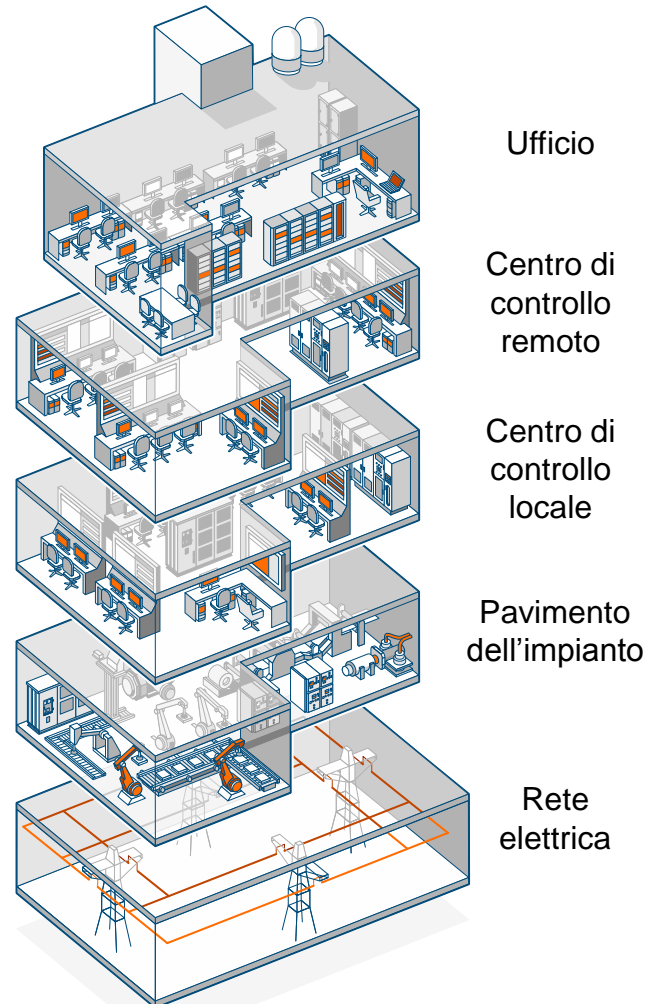 Ufficio
Centro di
controllo
remoto
Centro di
controllo
locale
Pavimento
dell’impianto
Rete
elettrica